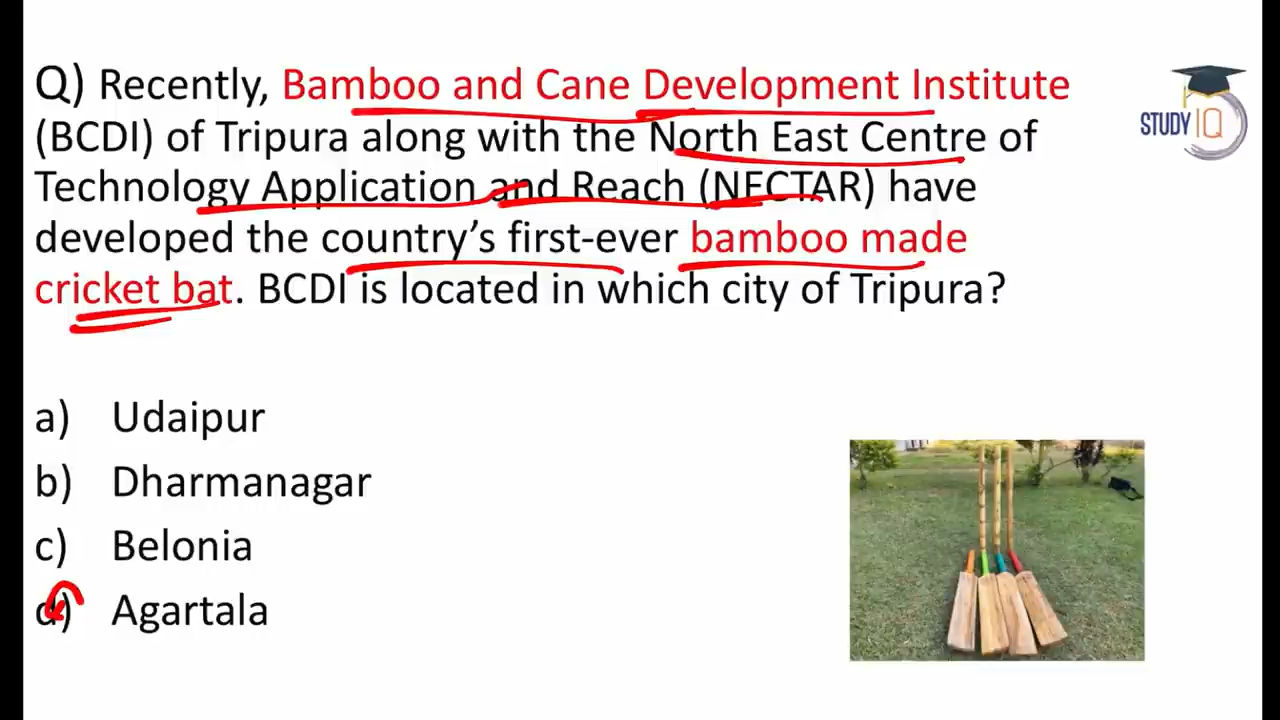 Q) Recently, Bamboo and Cane Development Institute
(BCDI) of Tripura along with the North East Centre of
Technology Application and Reach (NECTAR) have
developed the country's first-ever bamboo made
cricket bat. BCDI is located in which city of Tripura?
STUDY IQ
a) Udaipur
b) Dharmanagar
c) Belonia
d) Agartala